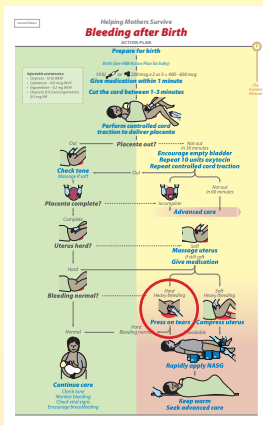 Helping Mothers Survive
Bleeding after Birth
ACTION PLAN
Prepare for birth
Give medication within 1 minute
Cut the cord between 1-3 minutes
Perform controlled cord
traction to deliver placenta
Out
Placenta out?
Not out
in 30 minutes
Check tone
Massage if soft
Out
Encourage empty bladder
Repeat 10 units oxytocin
Repeat controlled cord traction
Not out
in 60 minutes
Placenta complete?
Incomplete
Advanced care
Complete
Uterus hard?
Soft
Massage uterus
if still soft
Give medication
Hard
Bleeding normal?
Hard
Heavy bleeding
Soft
Heavy bleeding
Press on tears
Compress uterus
Normal
Hard
Bleeding normal
Rapidly apply NASG
Continue care
Check tone
Monitor bleeding
Check vital signs
Encourage breastfeeding
Keep warm
Seek advanced care